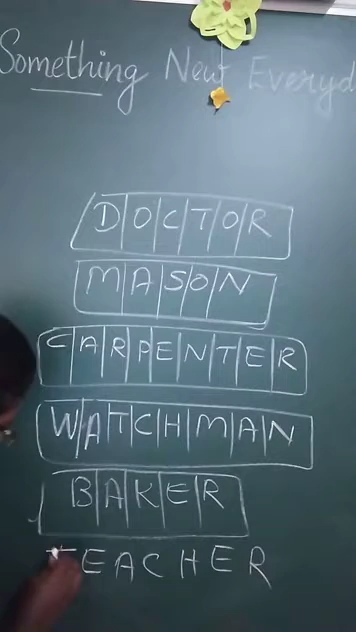 Something New Everyd
DOCTOR
MASON
CARPENTER
WATCHMAN
BAKER
TEACHER